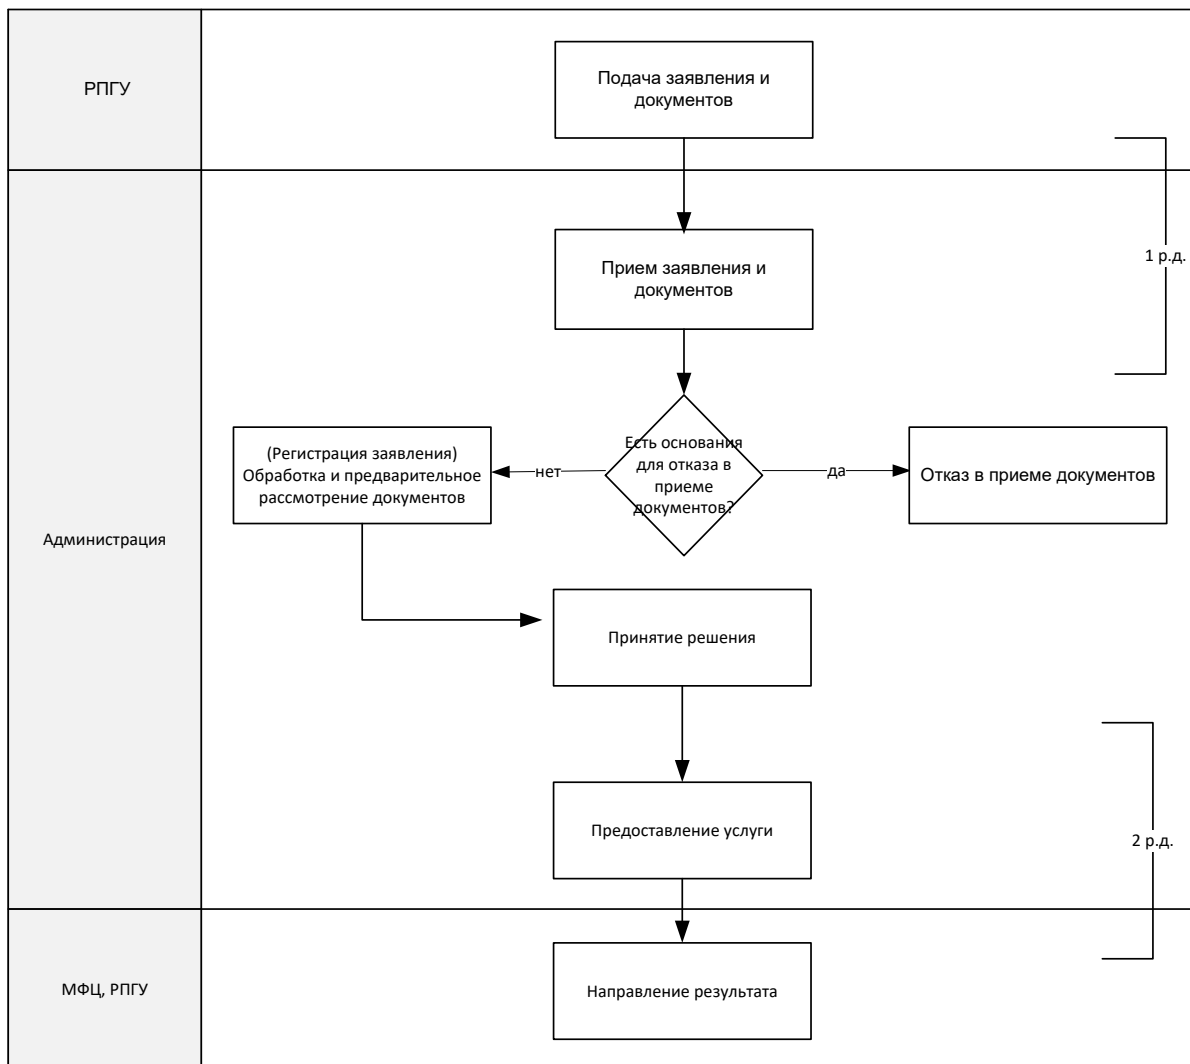 РПГУ
Подача заявления и
документов
Прием заявления и
документов
1 р.д.
Администрация
(Регистрация заявления)
Обработка и предварительное
рассмотрение документов
нет
Есть основания
для отказа в
приеме
документов?
да
Отказ в приеме документов
Принятие решения
Предоставление услуги
2 р.д.
МФЦ, РПГУ
Направление результата